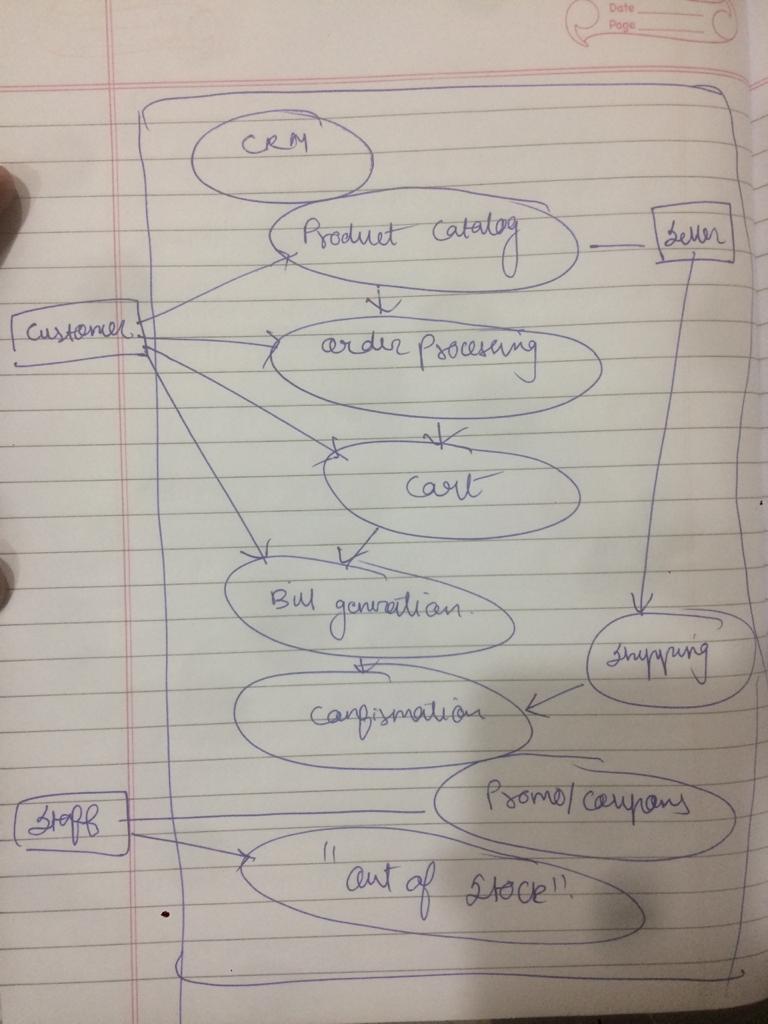 Date
Page
CRM
Product Catalog
Seller
Customer
Order Processing
Cart
Bill generation
Shipping
Confirmation
Promo/Coupons
Staff
"Out of Stock"